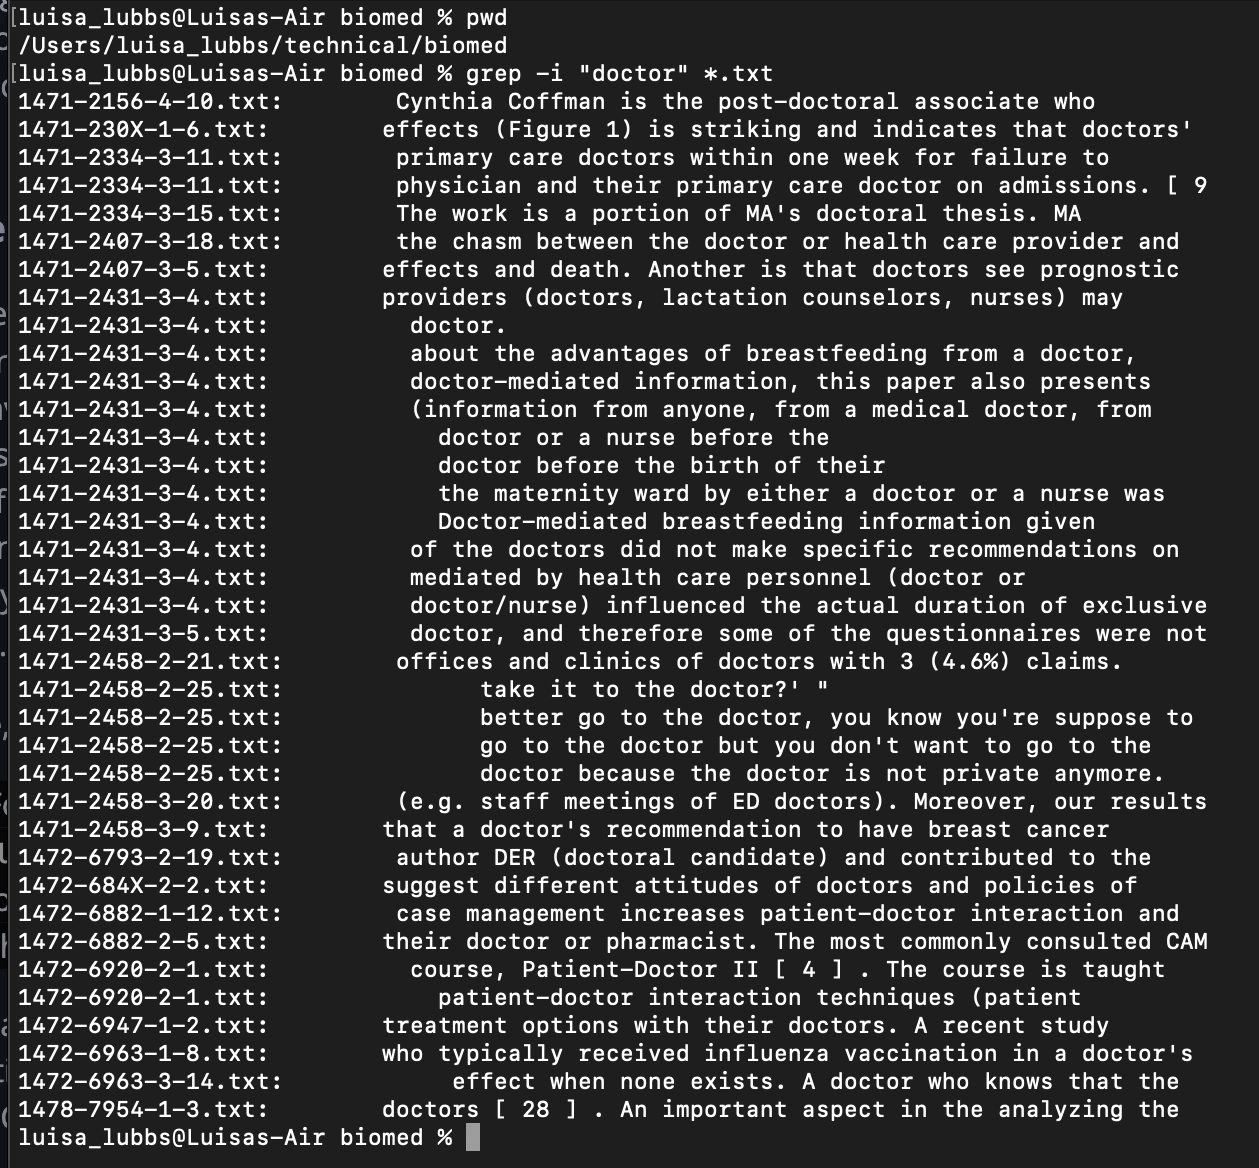 [luisa_lubbs@Luisas-Air biomed % pwd
/Users/luisa_lubbs/technical/biomed
[luisa_lubbs@Luisas-Air biomed % grep -i "doctor" *.txt
1471-2156-4-10.txt:        Cynthia Coffman is the post-doctoral associate who
1471-230X-1-6.txt:        effects (Figure 1) is striking and indicates that doctors'
1471-2334-3-11.txt:        primary care doctors within one week for failure to
1471-2334-3-11.txt:        physician and their primary care doctor on admissions. [ 9
1471-2334-3-15.txt:        The work is a portion of MA's doctoral thesis. MA
1471-2407-3-18.txt:        the chasm between the doctor or health care provider and
1471-2407-3-5.txt:        effects and death. Another is that doctors see prognostic
1471-2431-3-4.txt:        providers (doctors, lactation counselors, nurses) may
1471-2431-3-4.txt:          doctor.
1471-2431-3-4.txt:          about the advantages of breastfeeding from a doctor,
1471-2431-3-4.txt:          doctor-mediated information, this paper also presents
1471-2431-3-4.txt:          (information from anyone, from a medical doctor, from
1471-2431-3-4.txt:            doctor or a nurse before the
1471-2431-3-4.txt:            doctor before the birth of their
1471-2431-3-4.txt:            the maternity ward by either a doctor or a nurse was
1471-2431-3-4.txt:            Doctor-mediated breastfeeding information given
1471-2431-3-4.txt:          of the doctors did not make specific recommendations on
1471-2431-3-4.txt:          mediated by health care personnel (doctor or
1471-2431-3-4.txt:          doctor/nurse) influenced the actual duration of exclusive
1471-2431-3-5.txt:          doctor, and therefore some of the questionnaires were not
1471-2458-2-21.txt:        offices and clinics of doctors with 3 (4.6%) claims.
1471-2458-2-25.txt:              take it to the doctor?' "
1471-2458-2-25.txt:              better go to the doctor, you know you're suppose to
1471-2458-2-25.txt:              go to the doctor but you don't want to go to the
1471-2458-2-25.txt:              doctor because the doctor is not private anymore.
1471-2458-3-20.txt:        (e.g. staff meetings of ED doctors). Moreover, our results
1471-2458-3-9.txt:        that a doctor's recommendation to have breast cancer
1472-6793-2-19.txt:        author DER (doctoral candidate) and contributed to the
1472-684X-2-2.txt:        suggest different attitudes of doctors and policies of
1472-6882-1-12.txt:        case management increases patient-doctor interaction and
1472-6882-2-5.txt:        their doctor or pharmacist. The most commonly consulted CAM
1472-6920-2-1.txt:          course, Patient-Doctor II [ 4 ] . The course is taught
1472-6920-2-1.txt:            patient-doctor interaction techniques (patient
1472-6947-1-2.txt:        treatment options with their doctors. A recent study
1472-6963-1-8.txt:        who typically received influenza vaccination in a doctor's
1472-6963-3-14.txt:            effect when none exists. A doctor who knows that the
1478-7954-1-3.txt:        doctors [ 28 ] . An important aspect in the analyzing the
luisa_lubbs@Luisas-Air biomed %